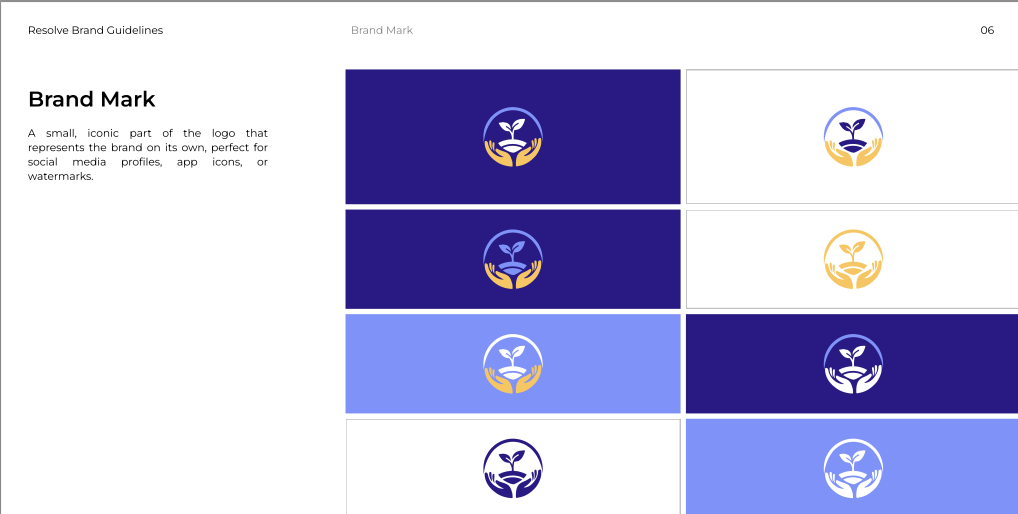 Resolve Brand Guidelines
Brand Mark
06
Brand Mark
A small, iconic part of the logo that
represents the brand on its own, perfect for
social media profiles, app icons, or
watermarks.